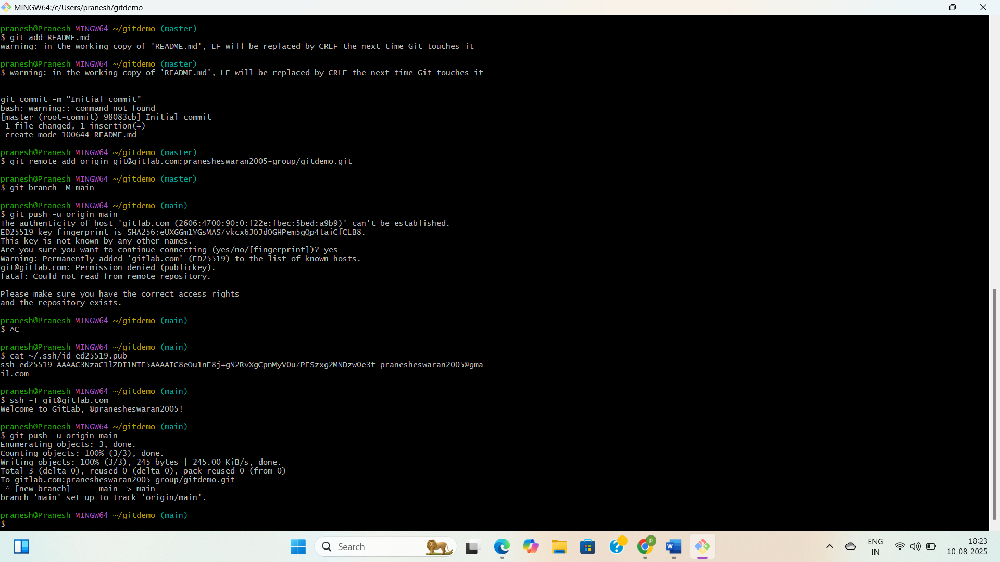 MINGW64:/c/Users/pranesh/gitdemo
pranesh@Pranesh MINGW64 ~/gitdemo (master)
$ git add README.md
warning: in the working copy of 'README.md', LF will be replaced by CRLF the next time Git touches it
pranesh@Pranesh MINGW64 ~/gitdemo (master)
$ warning: in the working copy of 'README.md', LF will be replaced by CRLF the next time Git touches it
git commit -m "Initial commit"
bash: warning:: command not found
[master (root-commit) 98083cb] Initial commit
 1 file changed, 1 insertion(+)
 create mode 100644 README.md
pranesh@Pranesh MINGW64 ~/gitdemo (master)
$ git remote add origin git@gitlab.com:pranesheswaran2005-group/gitdemo.git
pranesh@Pranesh MINGW64 ~/gitdemo (master)
$ git branch -M main
pranesh@Pranesh MINGW64 ~/gitdemo (main)
$ git push -u origin main
The authenticity of host 'gitlab.com (2606:4700:90:0:f22e:fbec:5bed:a9b9)' can't be established.
ED25519 key fingerprint is SHA256:eUXGGm1YGsMAS7vkcx6JOJdOGHPem5gQp4taiCfCLB8.
This key is not known by any other names.
Are you sure you want to continue connecting (yes/no/[fingerprint])? yes
Warning: Permanently added 'gitlab.com' (ED25519) to the list of known hosts.
git@gitlab.com: Permission denied (publickey).
fatal: Could not read from remote repository.
Please make sure you have the correct access rights
and the repository exists.
pranesh@Pranesh MINGW64 ~/gitdemo (main)
$ ^C
pranesh@Pranesh MINGW64 ~/gitdemo (main)
$ cat ~/.ssh/id_ed25519.pub
ssh-ed25519 AAAAC3NzaC1lZDI1NTE5AAAAIC8eOu1nE8j+gN2RvXgCpnMyV0u7PESzxg2MNDzw0e3t pranesheswaran2005@gma
il.com
pranesh@Pranesh MINGW64 ~/gitdemo (main)
$ ssh -T git@gitlab.com
Welcome to GitLab, @pranesheswaran2005!
pranesh@Pranesh MINGW64 ~/gitdemo (main)
$ git push -u origin main
Enumerating objects: 3, done.
Counting objects: 100% (3/3), done.
Writing objects: 100% (3/3), 245 bytes | 245.00 KiB/s, done.
Total 3 (delta 0), reused 0 (delta 0), pack-reused 0 (from 0)
To gitlab.com:pranesheswaran2005-group/gitdemo.git
 * [new branch]      main -> main
branch 'main' set up to track 'origin/main'.
pranesh@Pranesh MINGW64 ~/gitdemo (main)
$
Search
P
W
ENG
IN
18:23
10-08-2025